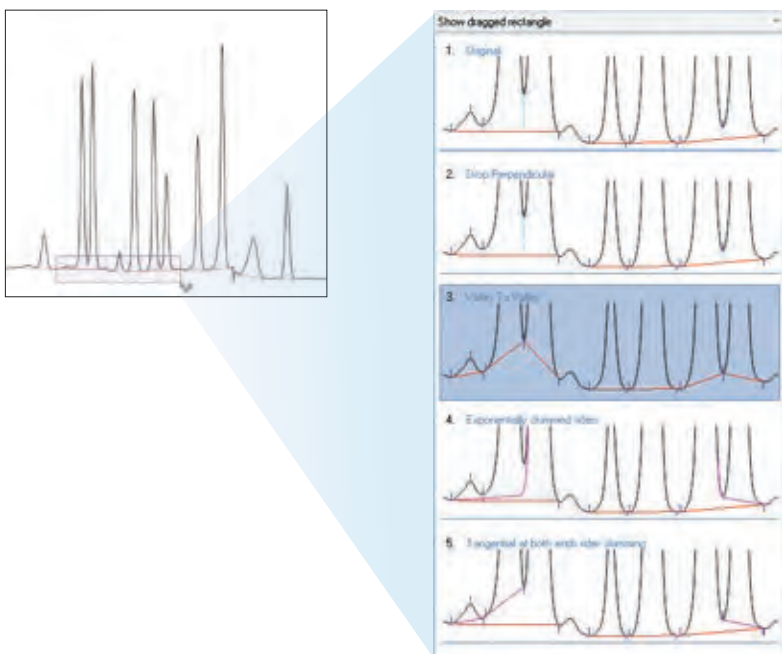 Show dragged rectangle
1. Original
2. Drop Perpendicular
3. Valley To Valley
4. Exponentially skimmed rider
5. Tangential at both ends rider skimming